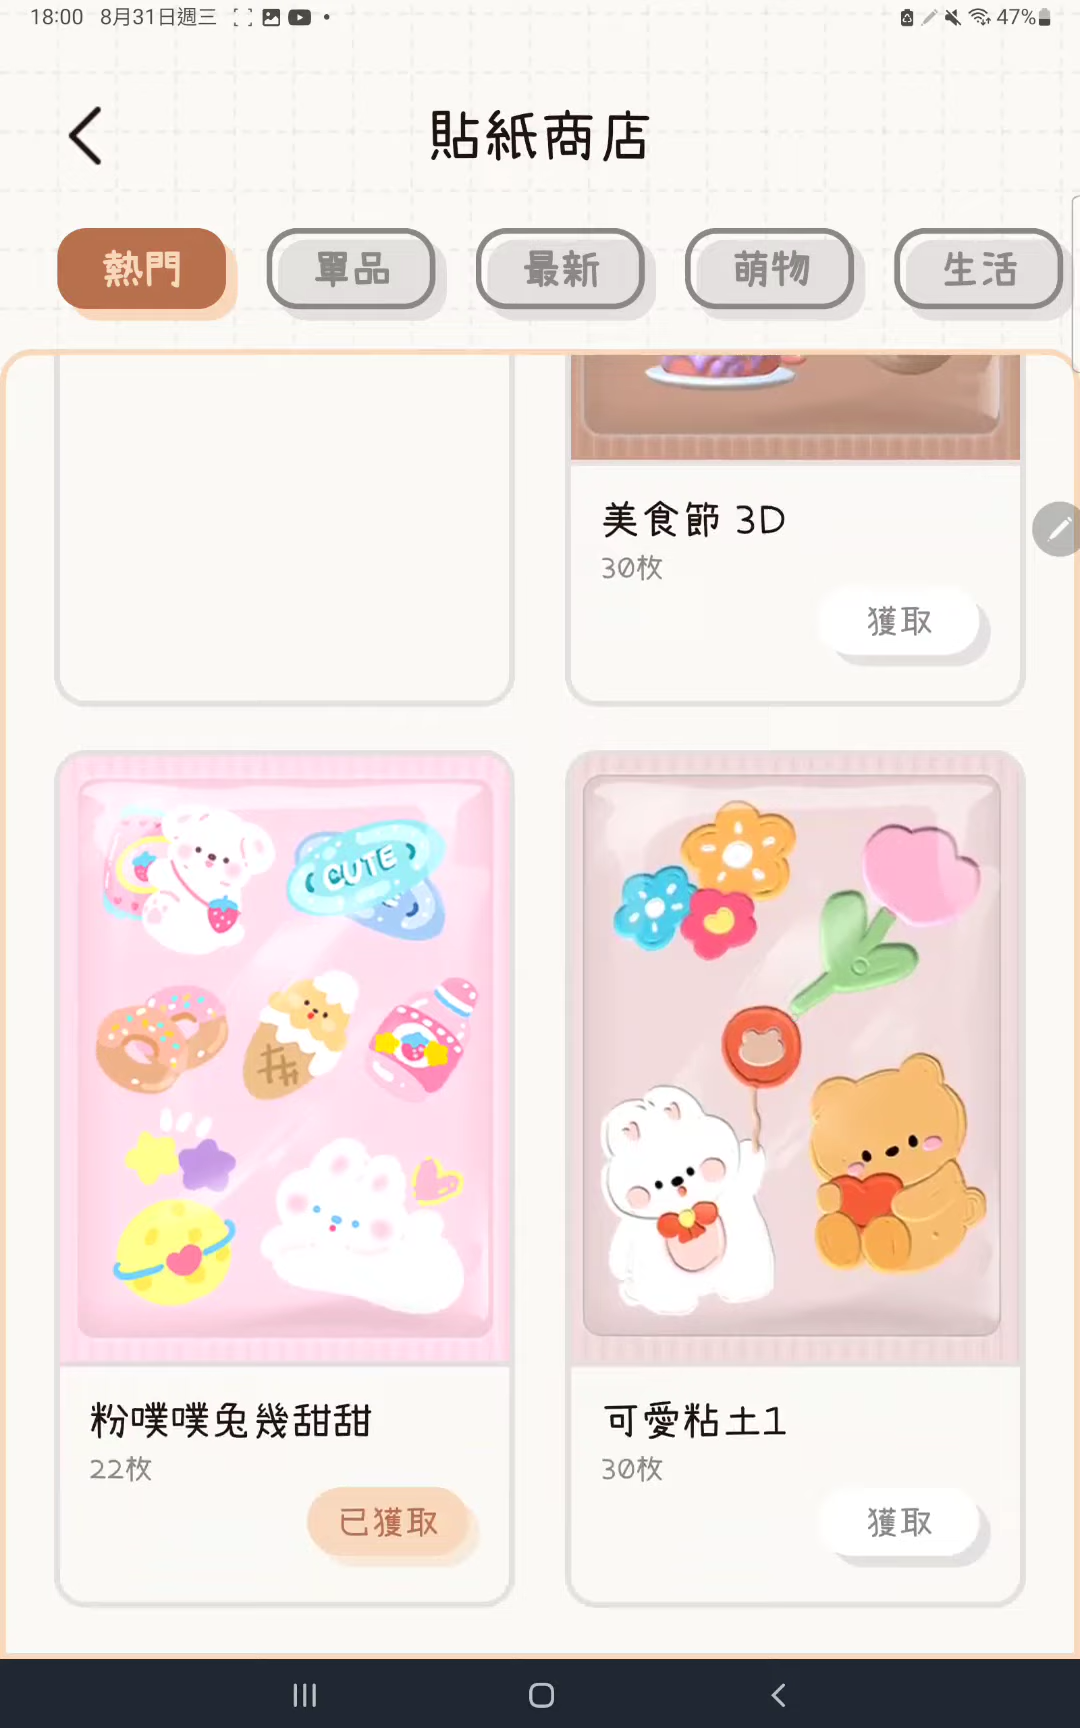 18:00 8月31日週三 47%
貼紙商店
熱門 單品 最新 萌物 生活
美食節 3D
30枚
獲取
CUTE
粉噗噗兔幾甜甜
22枚
已獲取
可愛粘土1
30枚
獲取